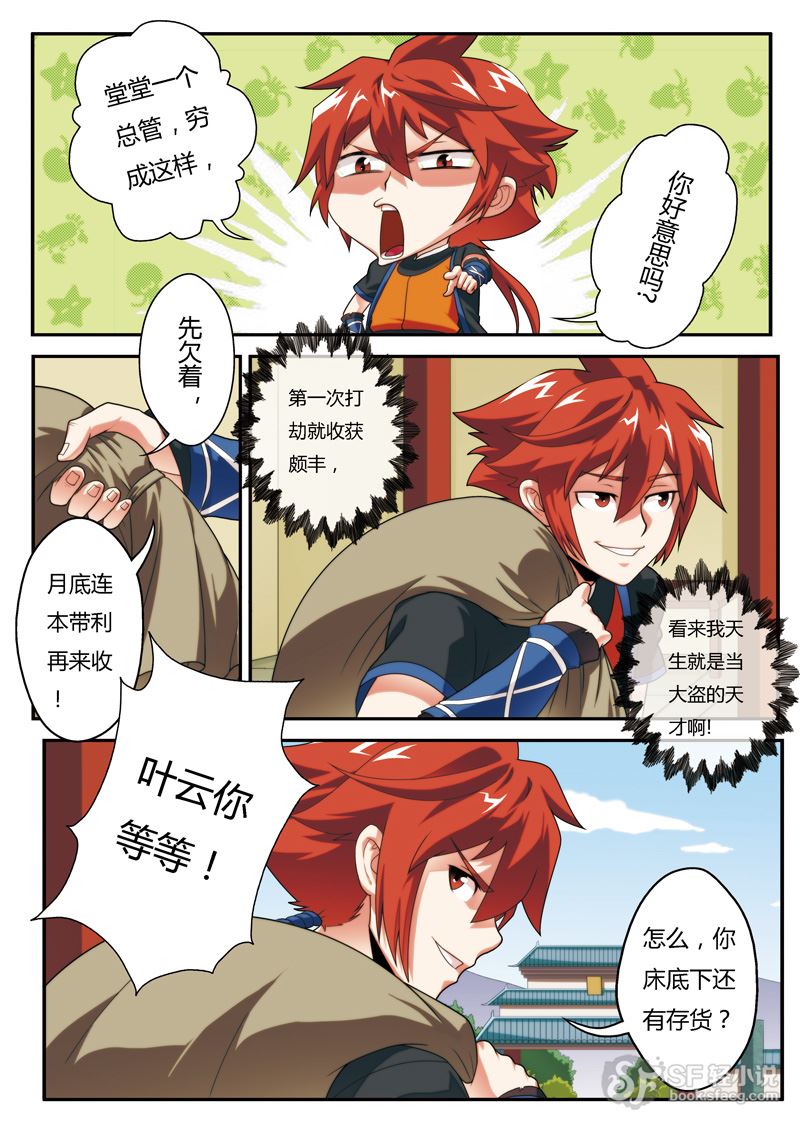 堂堂一个
总管，穷
成这样，
你好意思吗?
先欠着，
月底连
本带利
再来收
！
第一次打
劫就收获
颇丰，
看来我天
生就是当
大盗的天
才啊!
叶云你
等等！
怎么，你
床底下还
有存货？
SF轻小说
book.sfacg.com